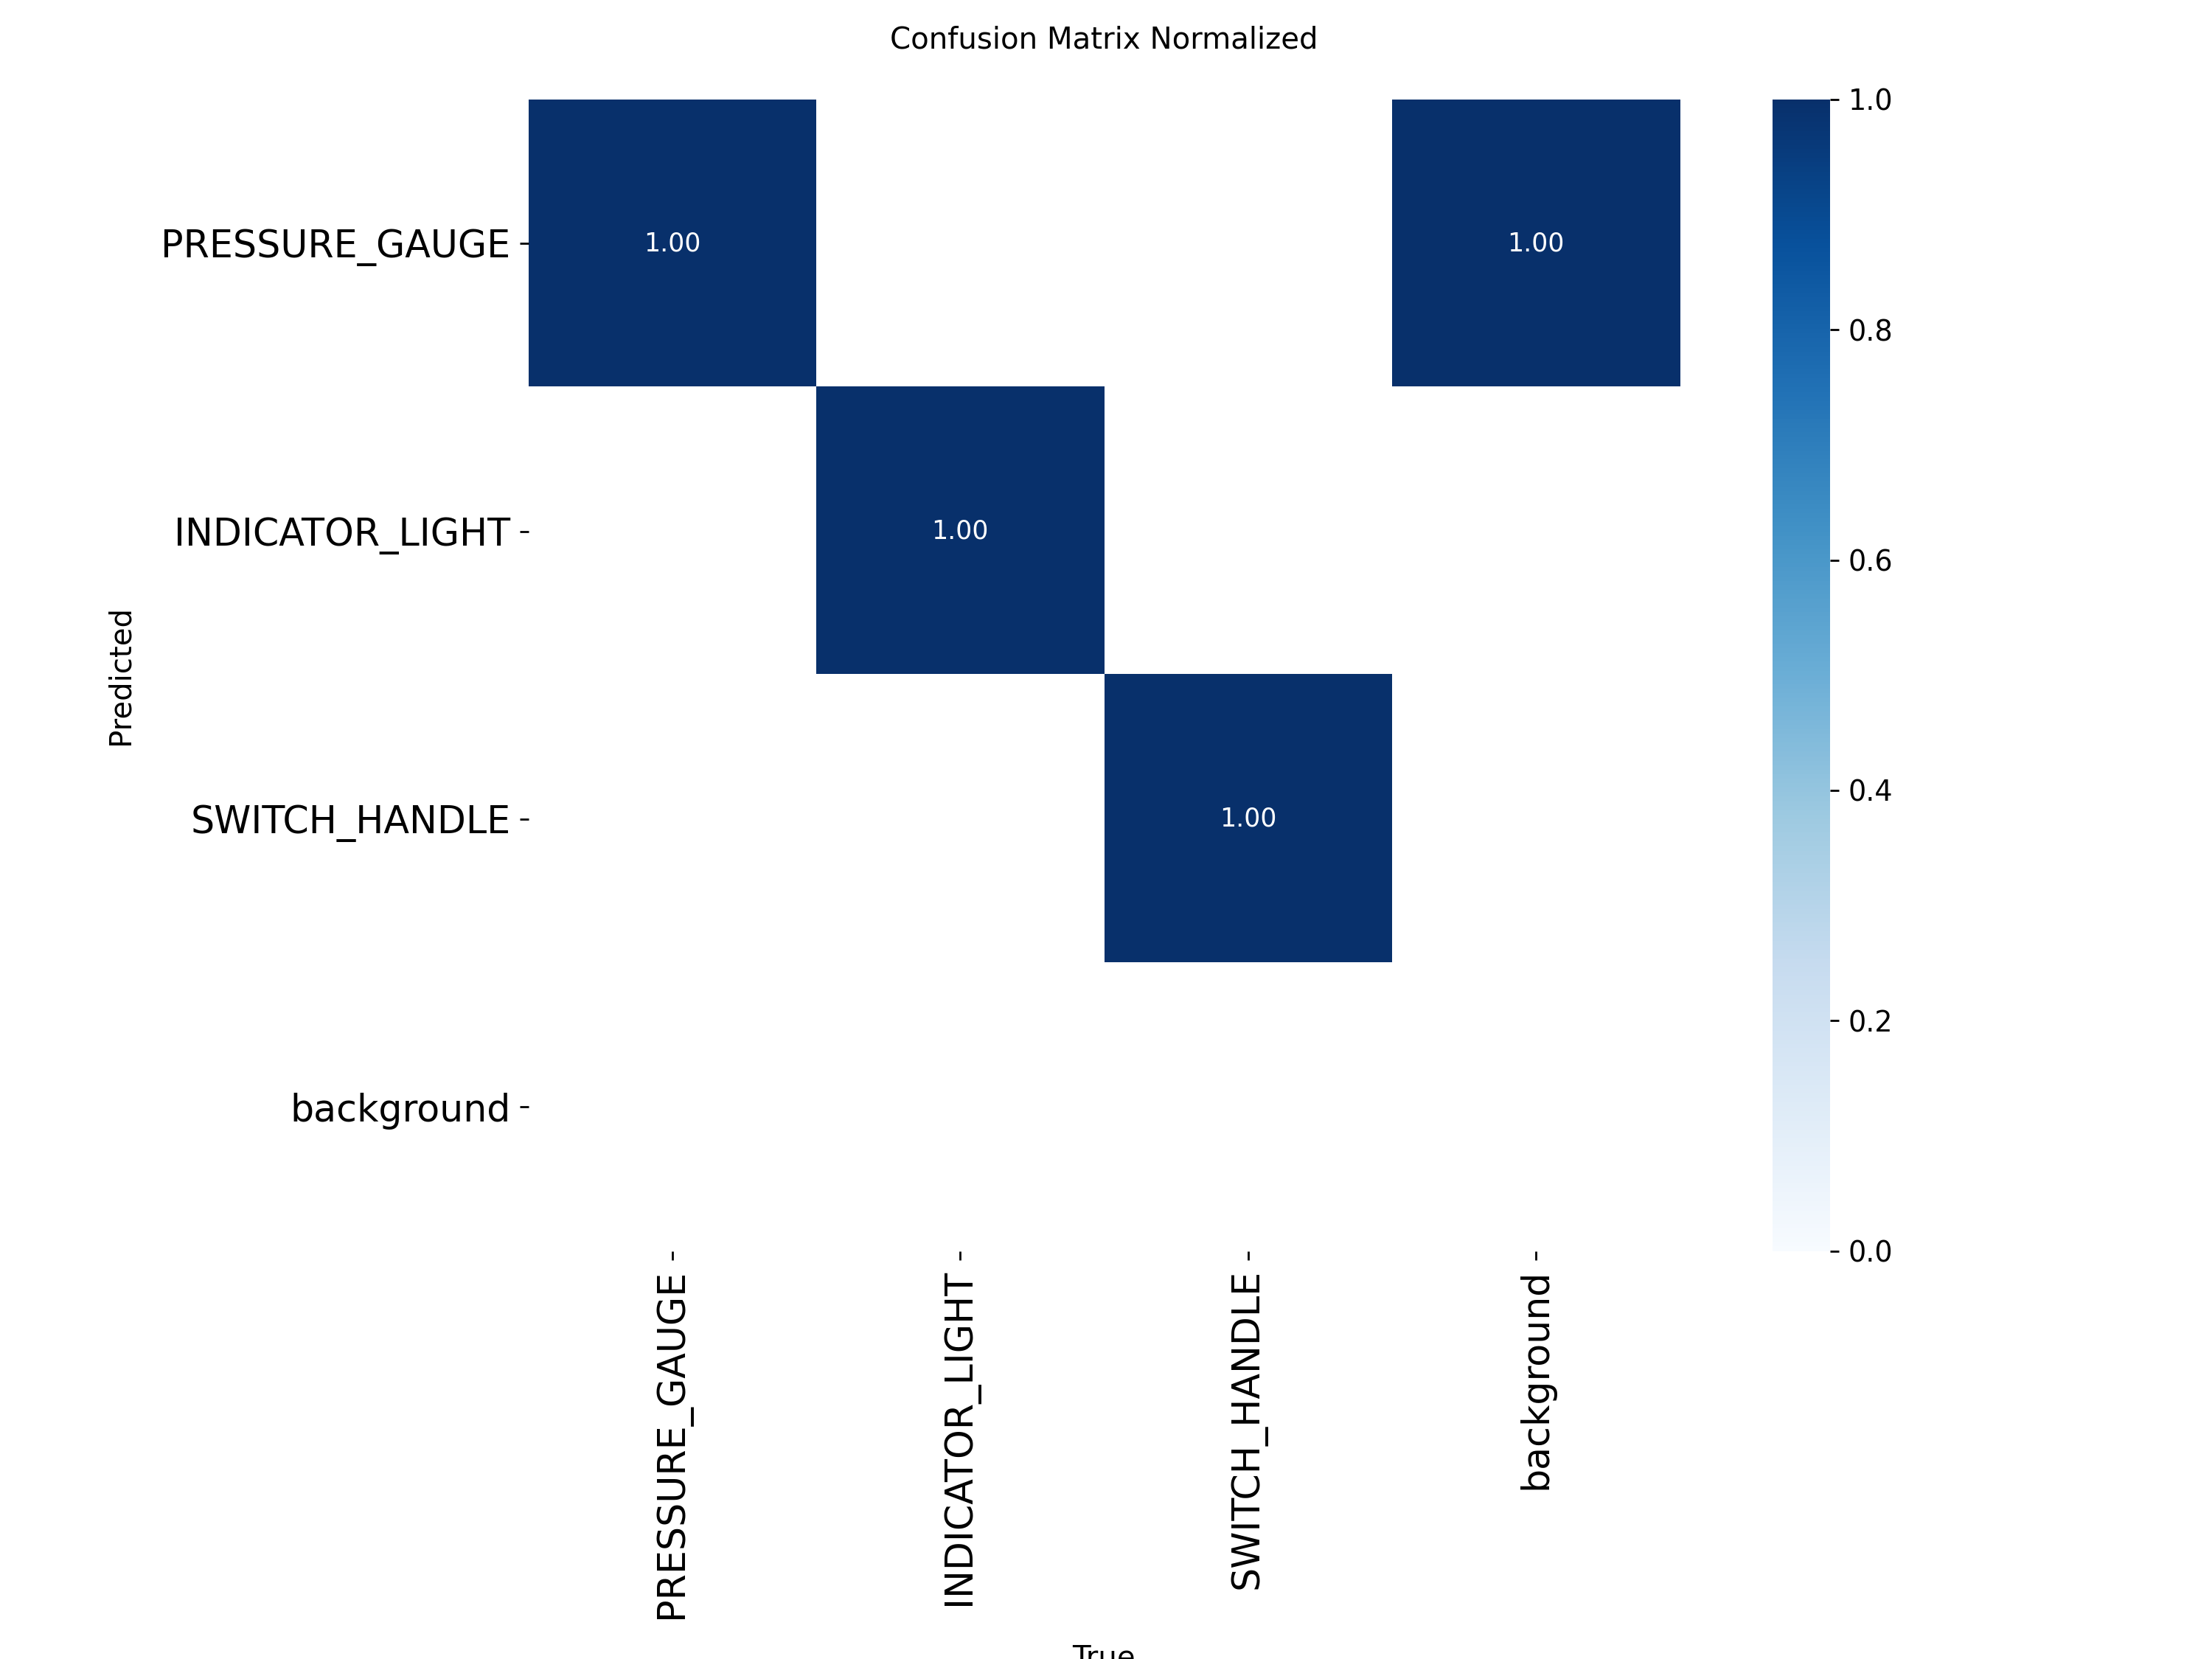 Confusion Matrix Normalized
PRESSURE_GAUGE
INDICATOR_LIGHT
SWITCH_HANDLE
background
Predicted
1.00
1.00
1.00
1.00
PRESSURE_GAUGE
INDICATOR_LIGHT
SWITCH_HANDLE
background
True
1.0
0.8
0.6
0.4
0.2
0.0